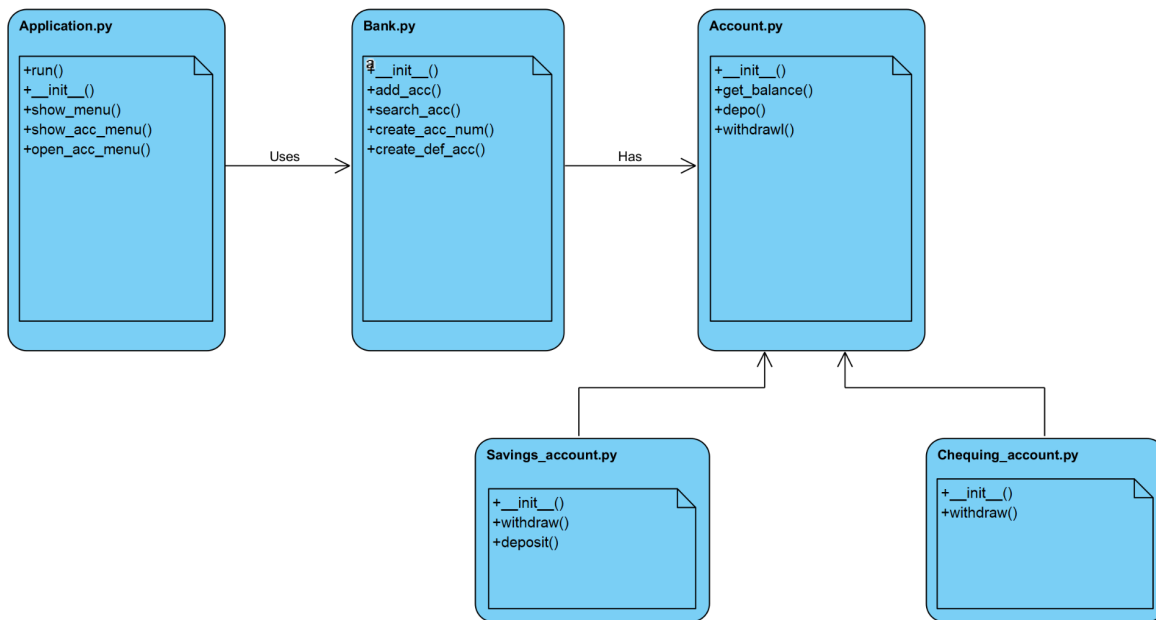 Application.py
+run()
+__init__()
+show_menu()
+show_acc_menu()
+open_acc_menu()
Uses
Bank.py
a
+__init__()
+add_acc()
+search_acc()
+create_acc_num()
+create_def_acc()
Has
Account.py
+__init__()
+get_balance()
+depo()
+withdrawl()
Savings_account.py
+__init__()
+withdraw()
+deposit()
Chequing_account.py
+__init__()
+withdraw()